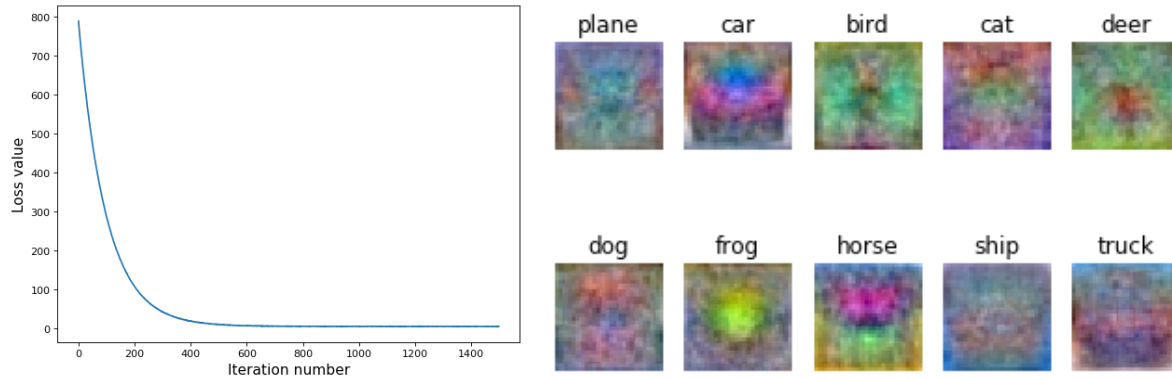 800
700
600
500
400
300
200
100
0
Loss value
0 200 400 600 800 1000 1200 1400
Iteration number
plane car bird cat deer
dog frog horse ship truck